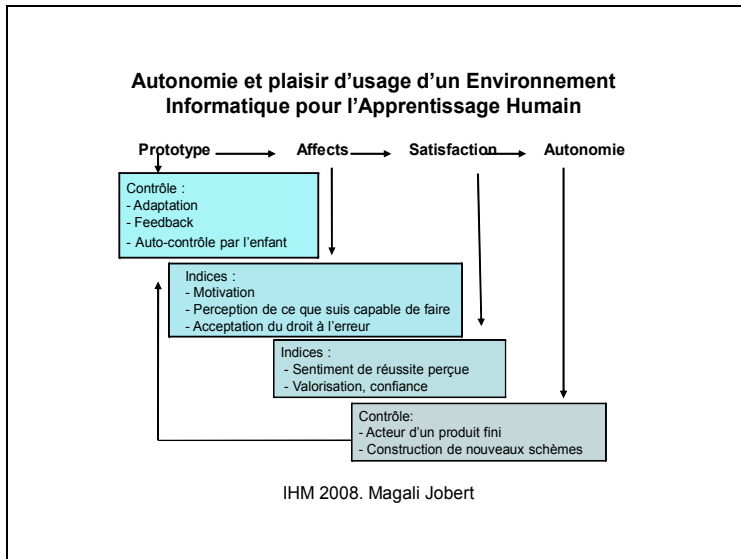 Autonomie et plaisir d’usage d’un Environnement
Informatique pour l’Apprentissage Humain
Prototype Affects Satisfaction Autonomie
Contrôle :
- Adaptation
- Feedback
- Auto-contrôle par l’enfant
Indices :
- Motivation
- Perception de ce que suis capable de faire
- Acceptation du droit à l’erreur
Indices :
- Sentiment de réussite perçue
- Valorisation, confiance
Contrôle:
- Acteur d’un produit fini
- Construction de nouveaux schèmes
IHM 2008. Magali Jobert